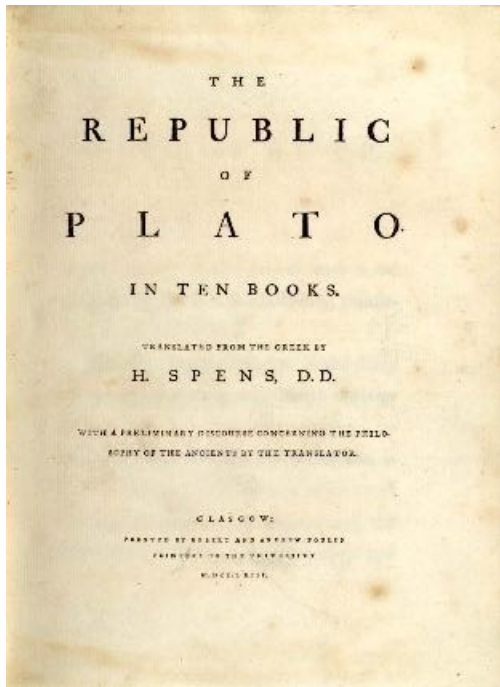 THE
REPUBLIC
OF
PLATO.
IN TEN BOOKS.
TRANSLATED FROM THE GREEK BY
H. SPENS, D.D.
WITH A PRELIMINARY DISCOURSE CONCERNING THE PHILO-
SOPHY OF THE ANCIENTS BY THE TRANSLATOR.
GLASGOW:
PRINTED BY ROBERT AND ANDREW FOULIS
PRINTERS TO THE UNIVERSITY